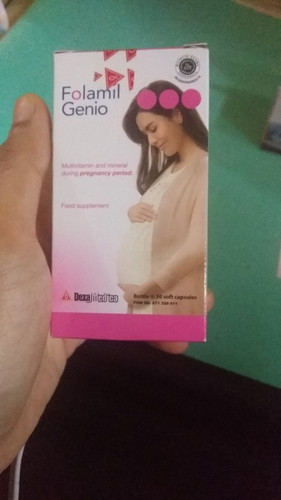 Folamil
Genio
Multivitamin and mineral
during pregnancy period.
Food supplement
Dexa Medica
Bottle @ 30 soft capsules